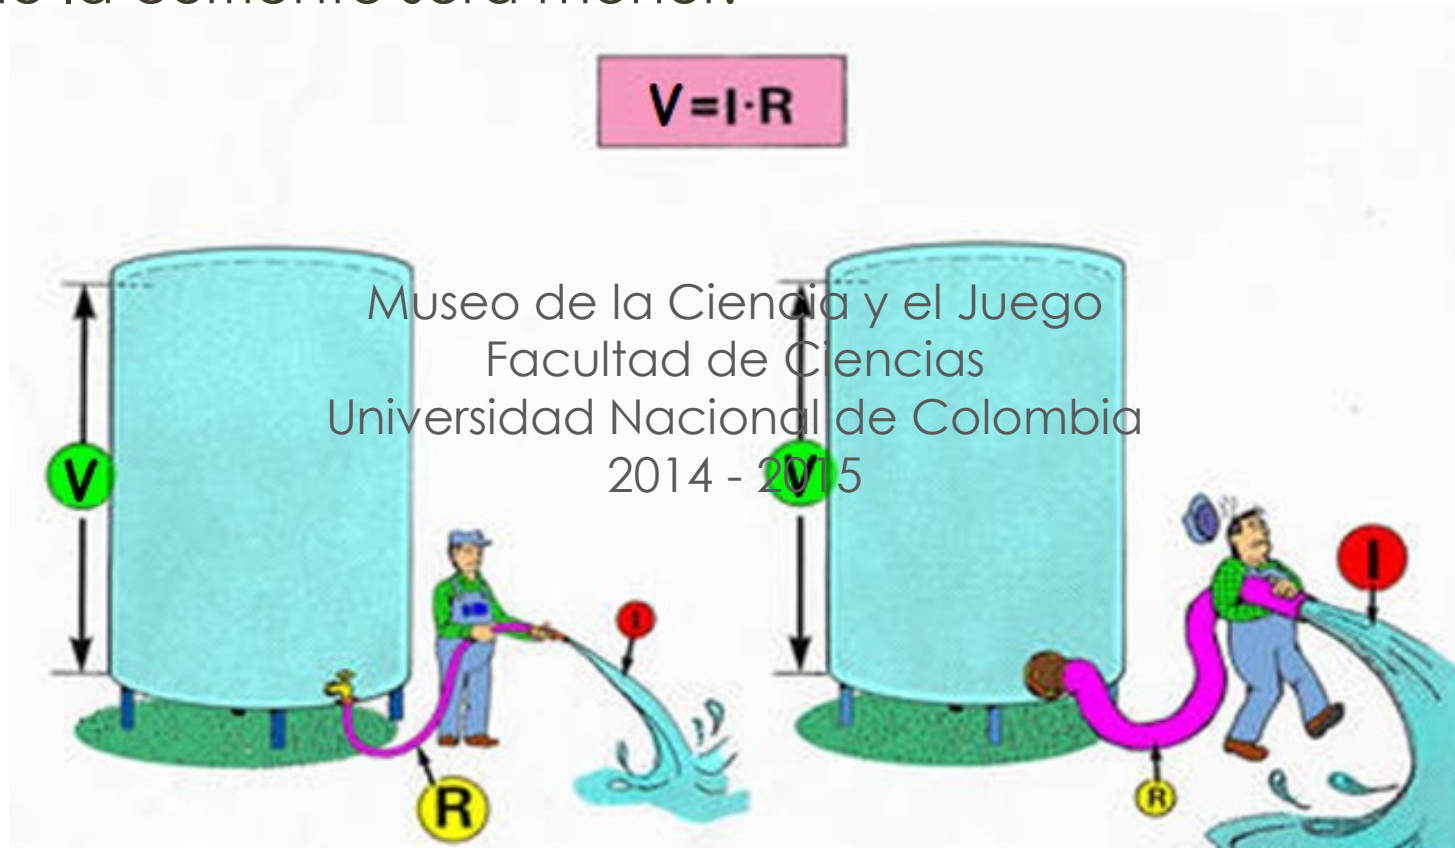 V=I·R
Museo de la Ciencia y el Juego
Facultad de Ciencias
Universidad Nacional de Colombia
2014 - 2015
V
V
I
I
R
R